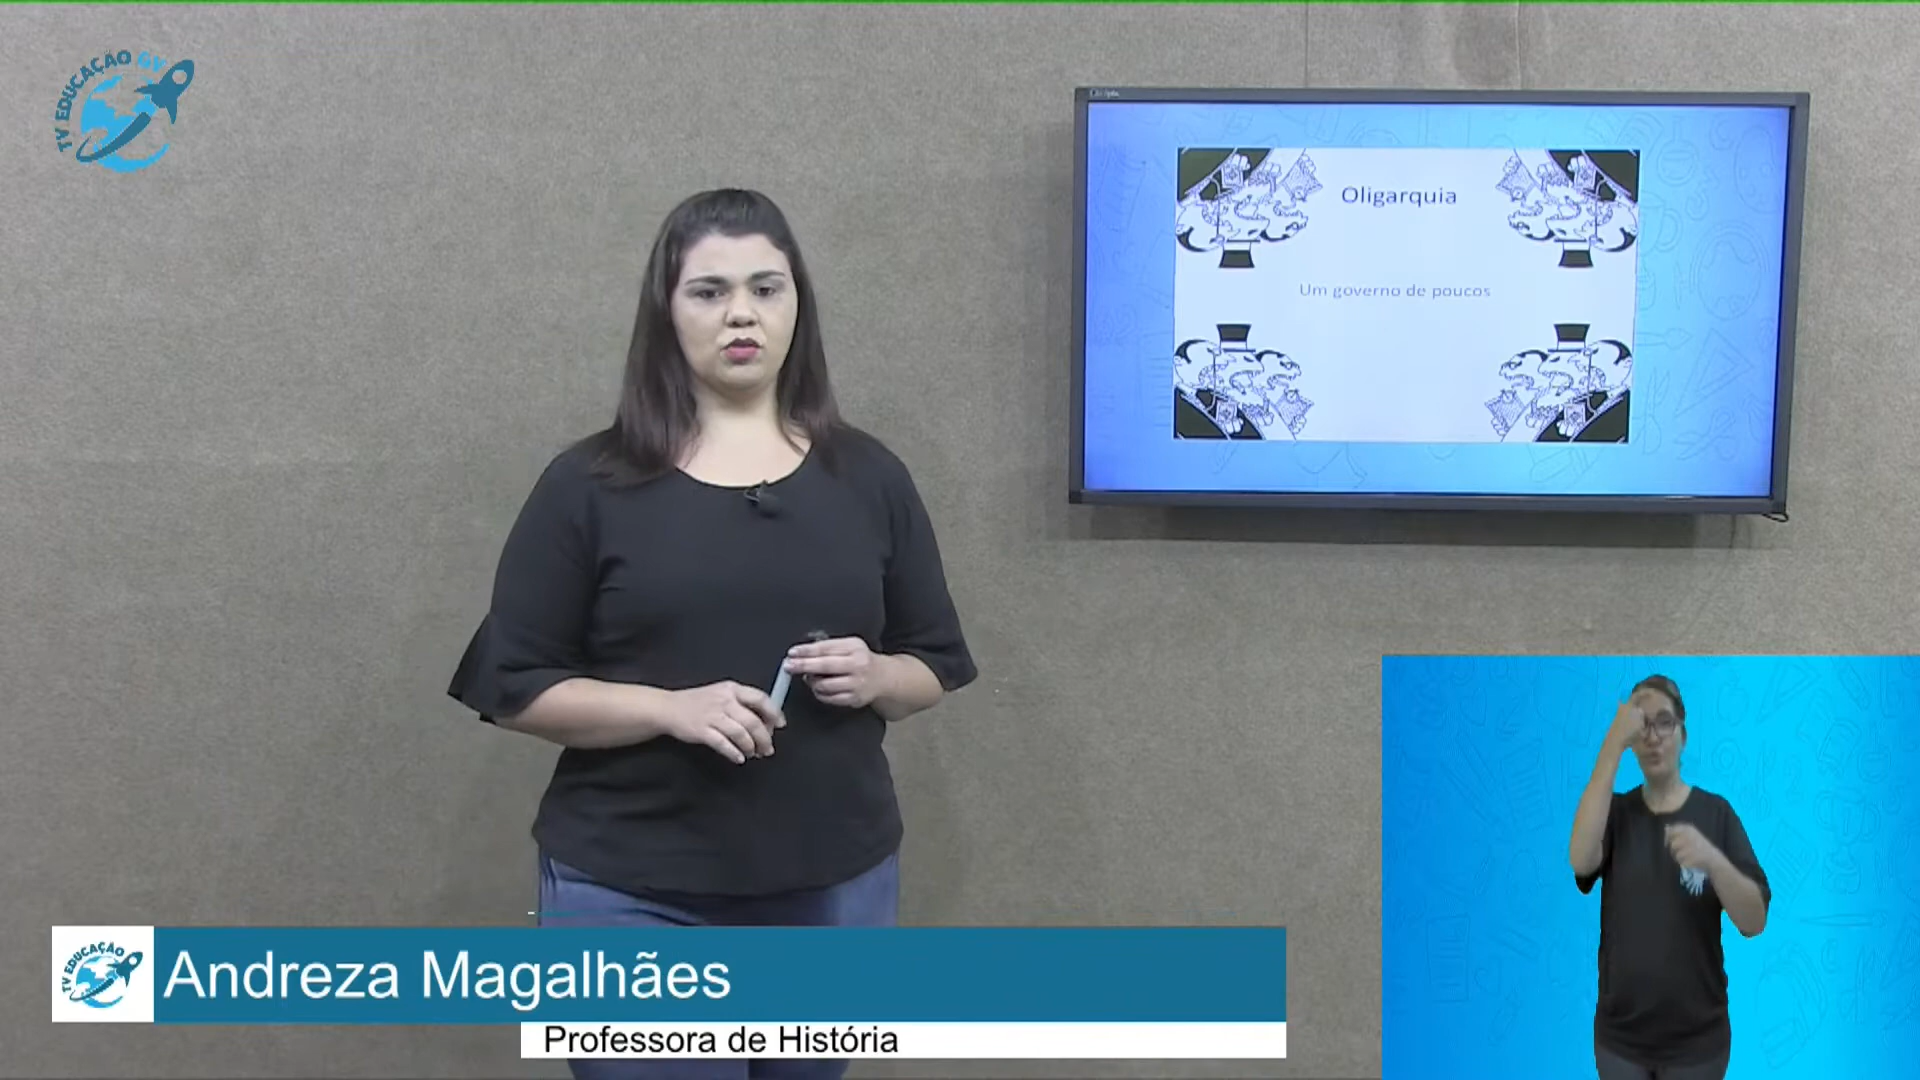 TV EDUCAÇÃO GV
Oligarquia
Um governo de poucos
TV EDUCAÇÃO
Andreza Magalhães
Professora de História